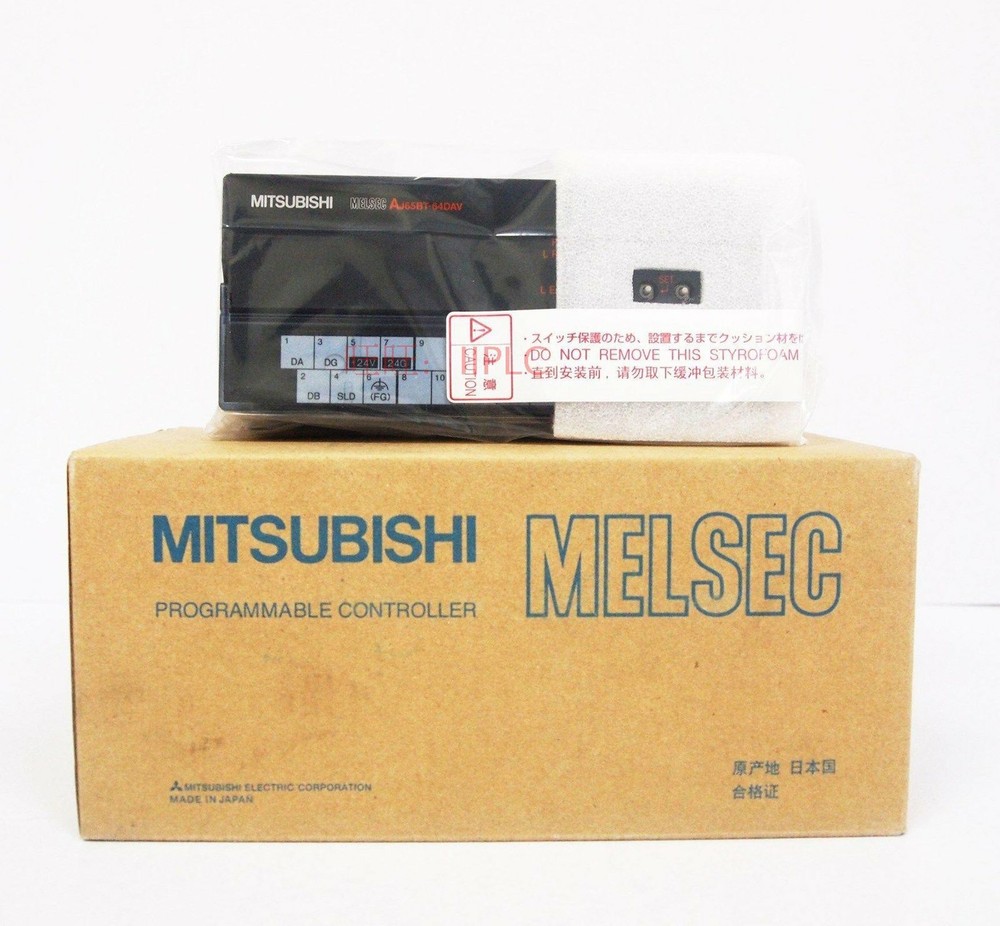 MITSUBISHI MELSEC AJ65BT-64DAV
L R
L E
SET
1 3 5 7 9
DA DG +24V 24G
2 4 6 8 10
DB SLD (FG)
注意
CAUTION
・スイッチ保護のため、設置するまでクッション材を
DO NOT REMOVE THIS STYROFOAM
・直到安装前，请勿取下缓冲包装材料。
MITSUBISHI MELSEC
PROGRAMMABLE CONTROLLER
MITSUBISHI ELECTRIC CORPORATION
MADE IN JAPAN
原产地 日本国
合格证